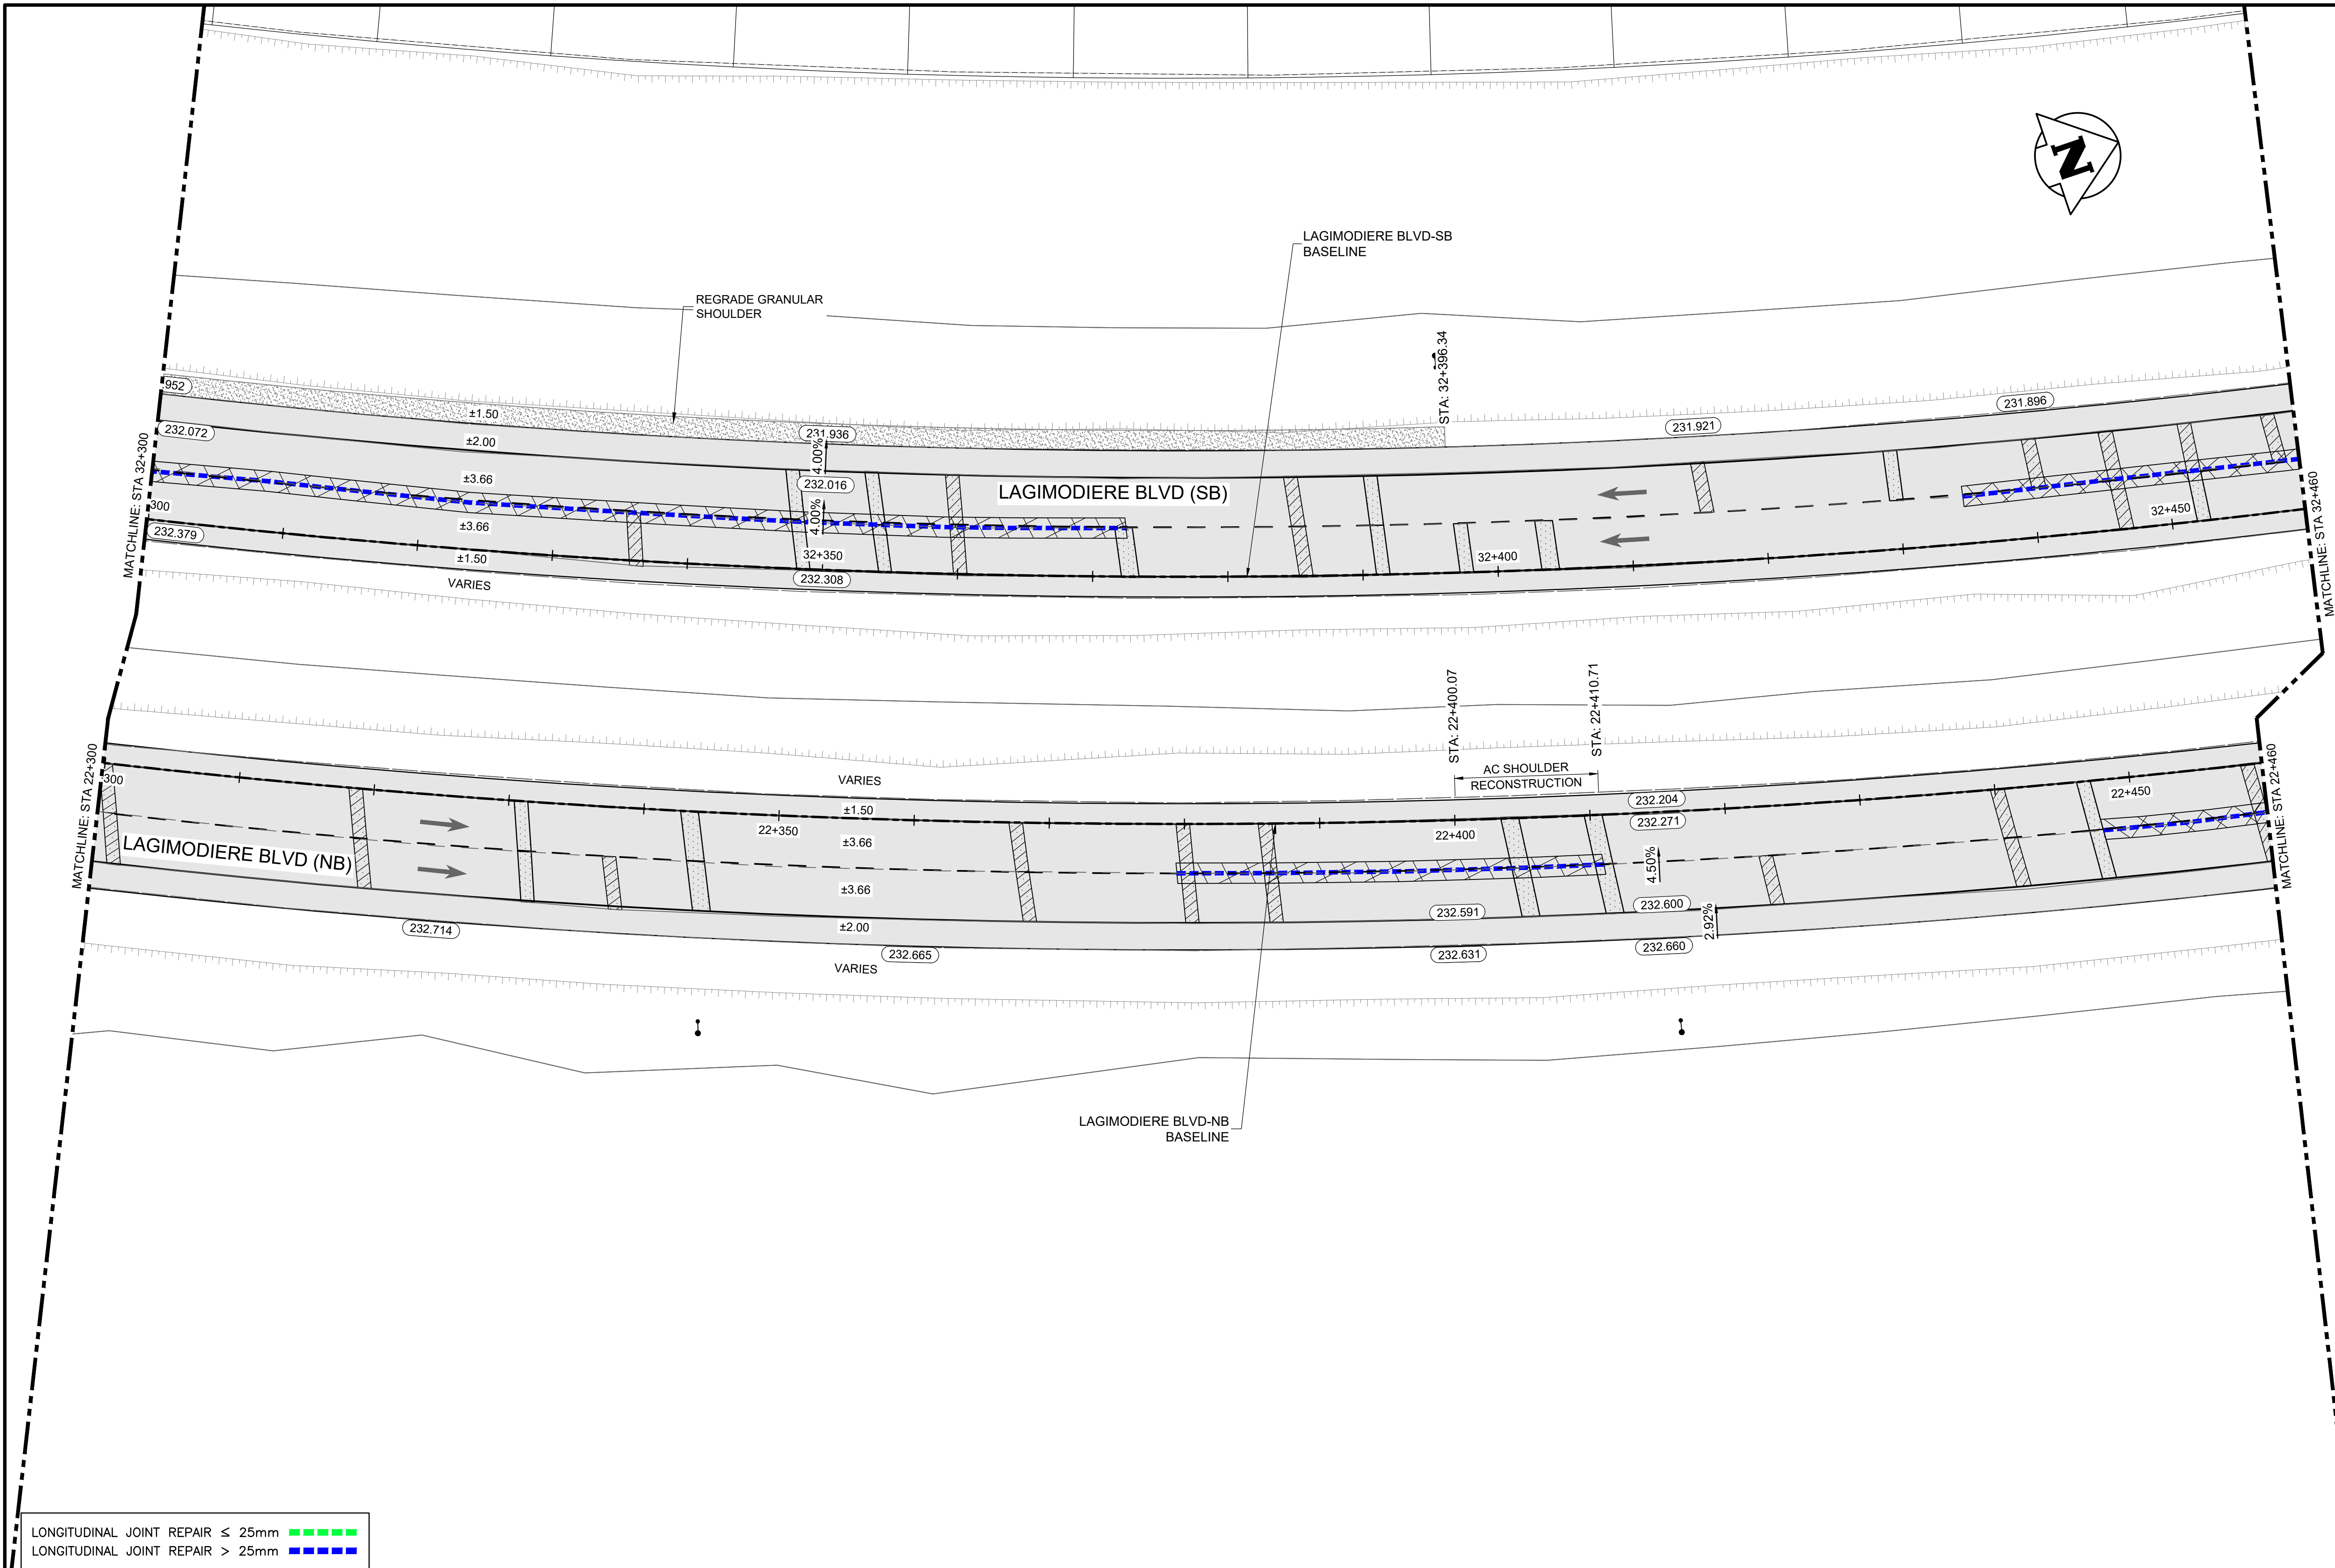 N
LAGIMODIERE BLVD-SB
BASELINE
REGRADE GRANULAR
SHOULDER
STA: 32+396.34
952
±1.50
231.936
231.921
231.896
232.072
±2.00
4.00%
MATCHLINE: STA 32+300
±3.66
232.016
LAGIMODIERE BLVD (SB)
300
±3.66
4.00%
32+450
MATCHLINE: STA 32+460
232.379
±1.50
32+350
32+400
VARIES
232.308
STA: 22+400.07
STA: 22+410.71
MATCHLINE: STA 22+300
300
VARIES
AC SHOULDER
RECONSTRUCTION
MATCHLINE: STA 22+460
±1.50
232.204
22+450
22+350
232.271
22+400
LAGIMODIERE BLVD (NB)
±3.66
4.50%
±3.66
232.591
232.600
232.714
±2.00
2.92%
232.665
232.631
232.660
VARIES
LAGIMODIERE BLVD-NB
BASELINE
LONGITUDINAL JOINT REPAIR ≤ 25mm
LONGITUDINAL JOINT REPAIR > 25mm